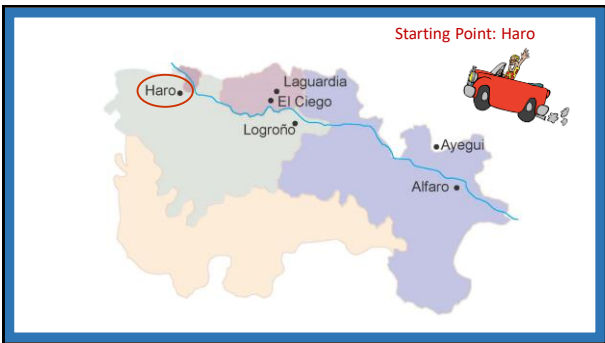 Starting Point: Haro
Laguardia
Haro
El Ciego
Logroño
Ayegui
Alfaro